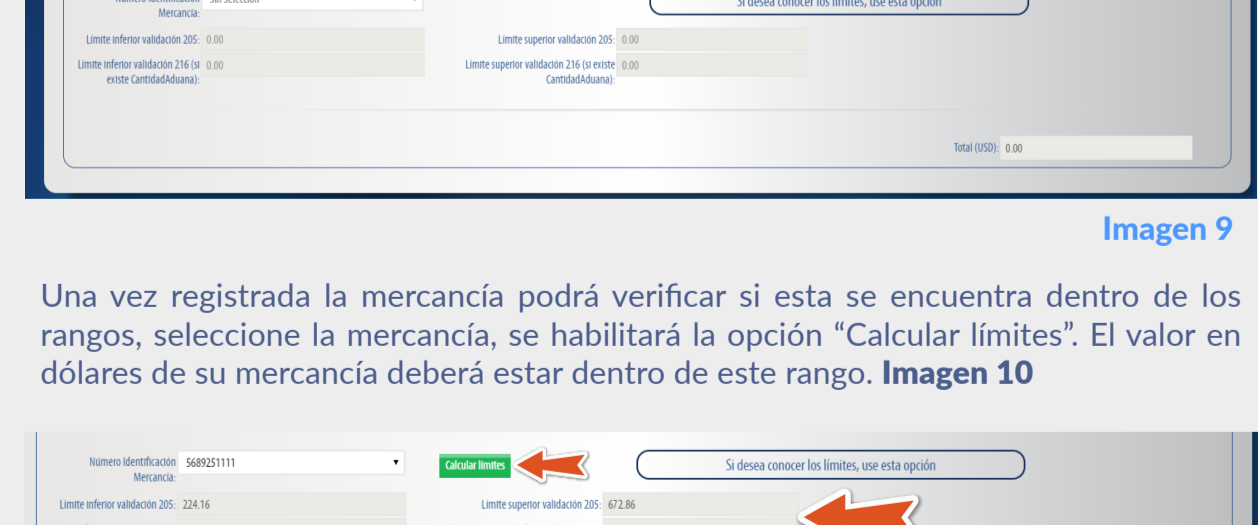 Número Identificación Sin selección
Mercancía:
Si desea conocer los límites, use esta opción
Límite inferior validación 205: 0.00
Límite superior validación 205: 0.00
Límite inferior validación 216 (si existe CantidadAduana): 0.00
Límite superior validación 216 (si existe CantidadAduana): 0.00
Total (USD): 0.00
Imagen 9
Una vez registrada la mercancía podrá verificar si esta se encuentra dentro de los
rangos, seleccione la mercancía, se habilitará la opción “Calcular límites”. El valor en
dólares de su mercancía deberá estar dentro de este rango. Imagen 10
Número Identificación 5689251111
Mercancía:
Calcular límites
Si desea conocer los límites, use esta opción
Límite inferior validación 205: 224.16
Límite superior validación 205: 672.86